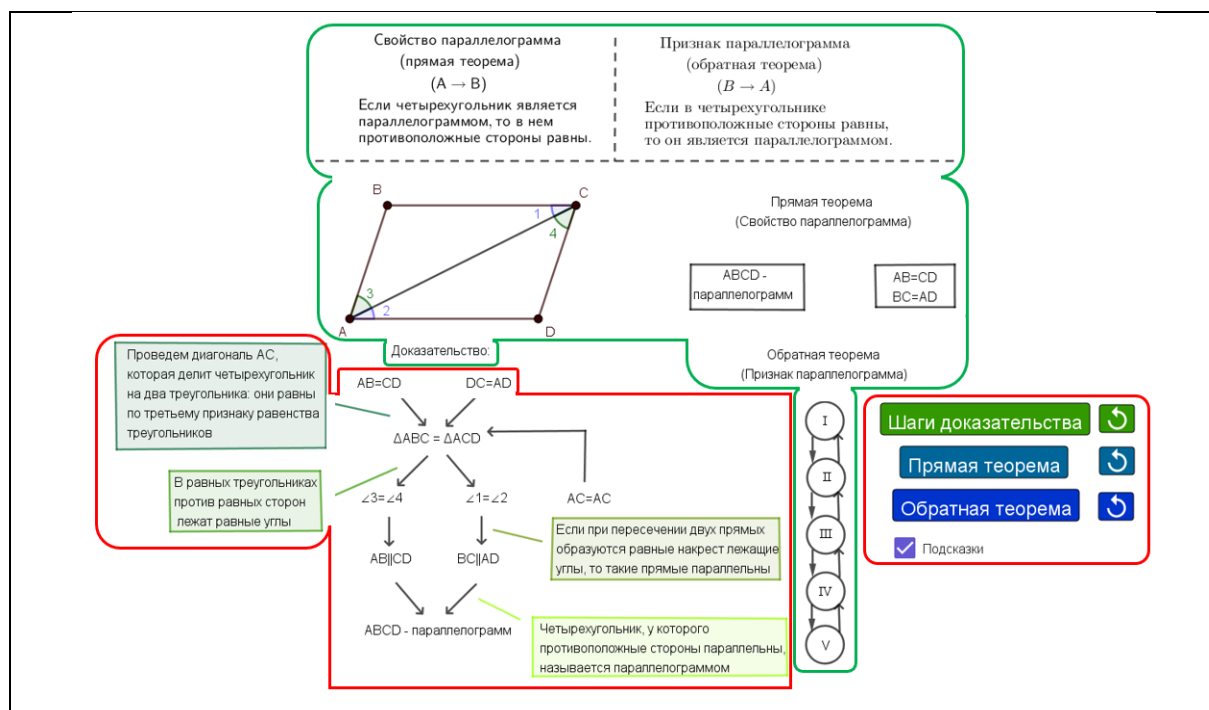 Свойство параллелограмма
(прямая теорема)
(A → B)
Если четырехугольник является
параллелограммом, то в нем
противоположные стороны равны.
Признак параллелограмма
(обратная теорема)
(B → A)
Если в четырехугольнике
противоположные стороны равны,
то он является параллелограммом.
B
C
1
4
3
2
A
D
Прямая теорема
(Свойство параллелограмма)
ABCD -
параллелограмм
AB=CD
BC=AD
Обратная теорема
(Признак параллелограмма)
Доказательство:
Проведем диагональ AC,
которая делит четырехугольник
на два треугольника: они равны
по третьему признаку равенства
треугольников
AB=CD
DC=AD
ΔABC = ΔACD
В равных треугольниках
против равных сторон
лежат равные углы
∠3=∠4
∠1=∠2
AC=AC
Если при пересечении двух прямых
образуются равные накрест лежащие
углы, то такие прямые параллельны
AB||CD
BC||AD
ABCD - параллелограмм
Четырехугольник, у которого
противоположные стороны параллельны,
называется параллелограммом
I
II
III
IV
V
Шаги доказательства
Прямая теорема
Обратная теорема
Подсказки